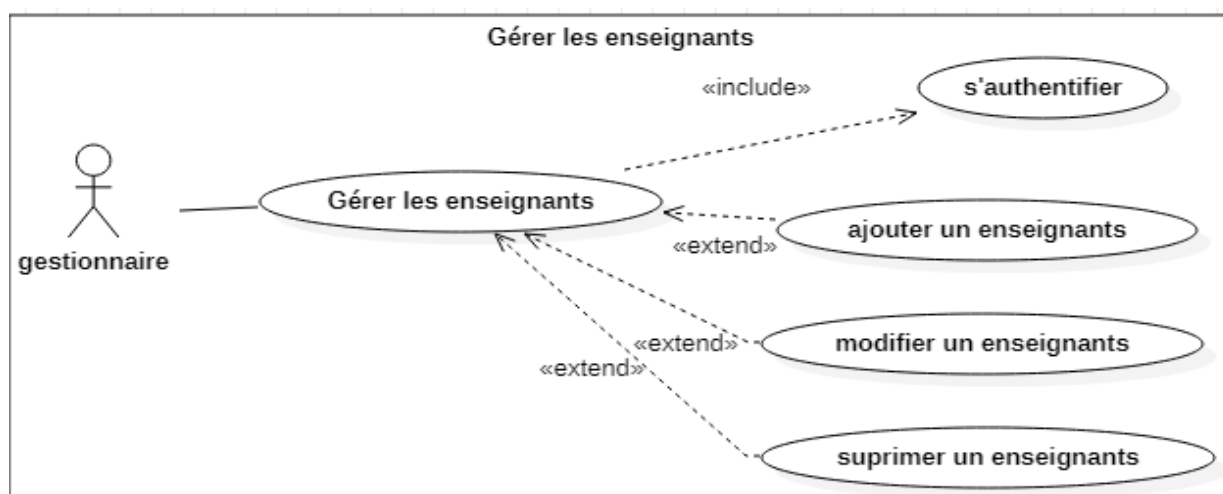 Gérer les enseignants
«include»
s'authentifier
Gérer les enseignants
ajouter un enseignants
«extend»
gestionnaire
modifier un enseignants
«extend»
«extend»
suprimer un enseignants